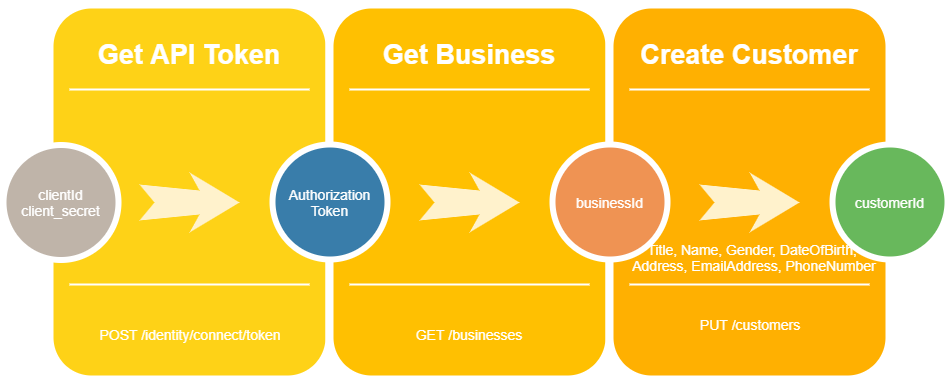 Get API Token
Get Business
Create Customer
clientId
client_secret
Authorization
Token
businessId
customerId
Title, Name, Gender, DateOfBirth,
Address, EmailAddress, PhoneNumber
POST /identity/connect/token
GET /businesses
PUT /customers